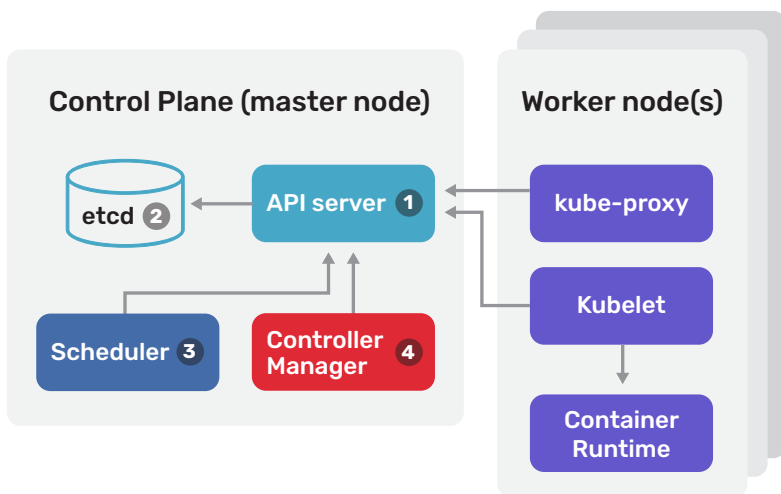 Control Plane (master node)
etcd 2
API server 1
Scheduler 3
Controller
Manager 4
Worker node(s)
kube-proxy
Kubelet
Container
Runtime